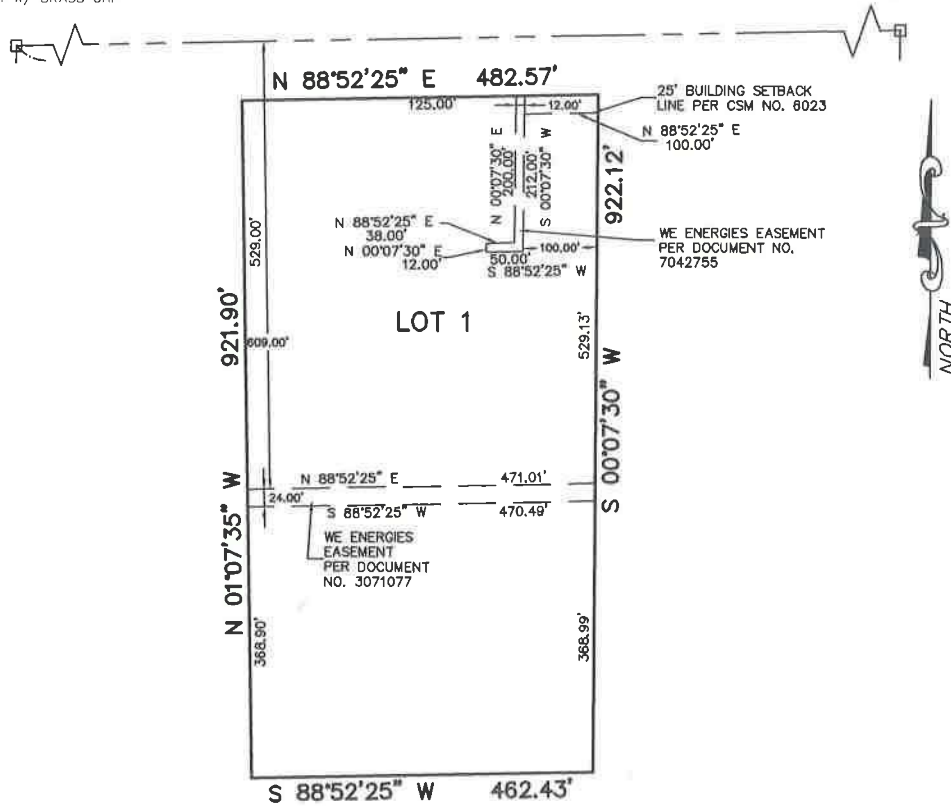 N 88°52'25" E 482.57'
125.00'
12.00'
25' BUILDING SETBACK
LINE PER CSM NO. 6023
N 88°52'25" E
100.00'
N 00°07'30" E
200.00'
212.00'
S 00°07'30" W
922.12'
N 88°52'25" E
38.00'
N 00°07'30" E
12.00'
50.00'
100.00'
S 88°52'25" W
WE ENERGIES EASEMENT
PER DOCUMENT NO.
7042755
529.00'
921.90'
609.00'
LOT 1
529.13'
S 00°07'30" W
NORTH
N 88°52'25" E
471.01'
24.00'
S 88°52'25" W
470.49'
WE ENERGIES
EASEMENT
PER DOCUMENT
NO. 3071077
N 01°07'35" W
368.90'
368.99'
S 88°52'25" W 462.43'